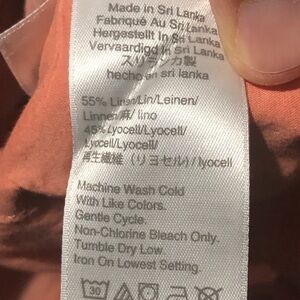 Made in Sri Lanka
Fabriqué Au Sri Lanka
Hergestellt In Sri Lanka
Vervaardigd In Sri Lanka
スリランカ製
hecho en sri lanka
55% Linen/Lin/Leinen/
Linnen 麻/ lino
45% Lyocell/Lyocell/
Lyocell/Lyocell/
再生繊維 (リヨセル) /lyocell
Machine Wash Cold
With Like Colors.
Gentle Cycle.
Non-Chlorine Bleach Only.
Tumble Dry Low.
Iron On Lowest Setting.
30